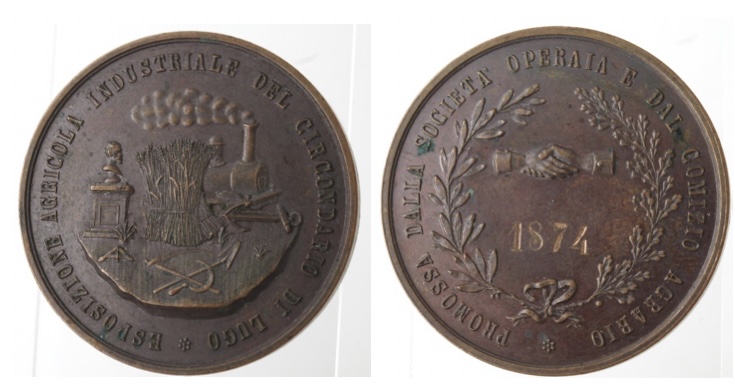 ESPOSIZIONE AGRICOLA INDUSTRIALE DEL CIRCONDARIO DI LUGO *
PROMOSSA DALLA SOCIETA' OPERAIA E DAL COMIZIO AGRARIO *
1874